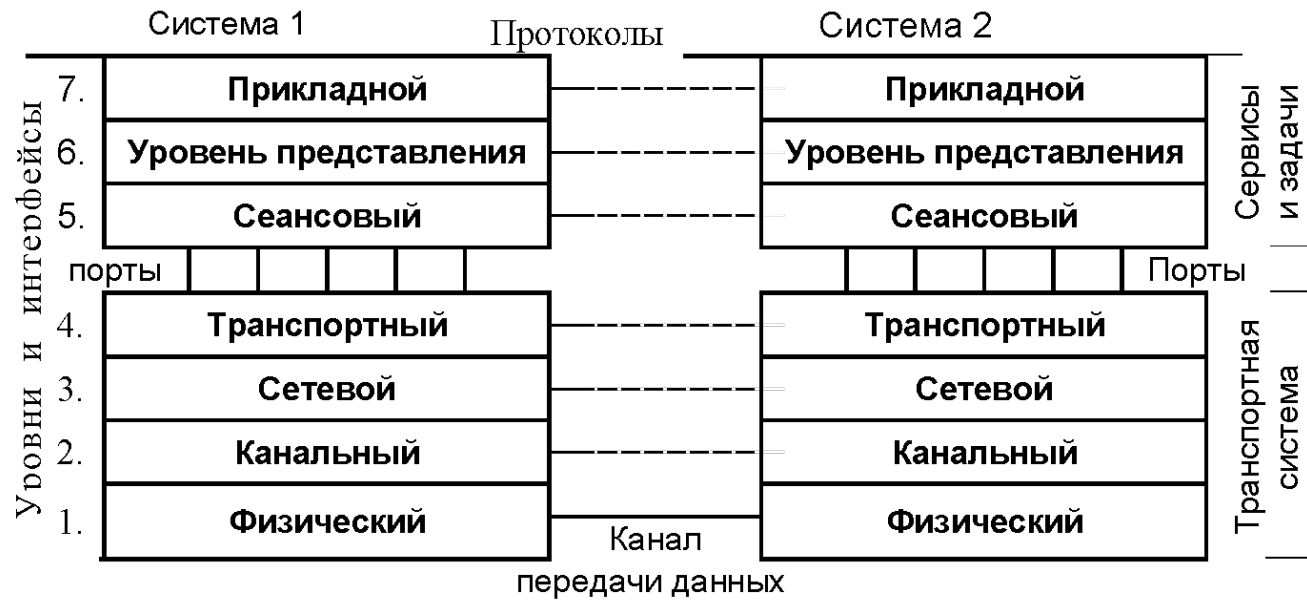 Система 1
Протоколы
Система 2
Уровни и интерфейсы
7.
Прикладной
Прикладной
6.
Уровень представления
Уровень представления
5.
Сеансовый
Сеансовый
Сервисы
и задачи
порты
Порты
4.
Транспортный
Транспортный
3.
Сетевой
Сетевой
2.
Канальный
Канальный
1.
Физический
Физический
Транспортная
система
Канал
передачи данных